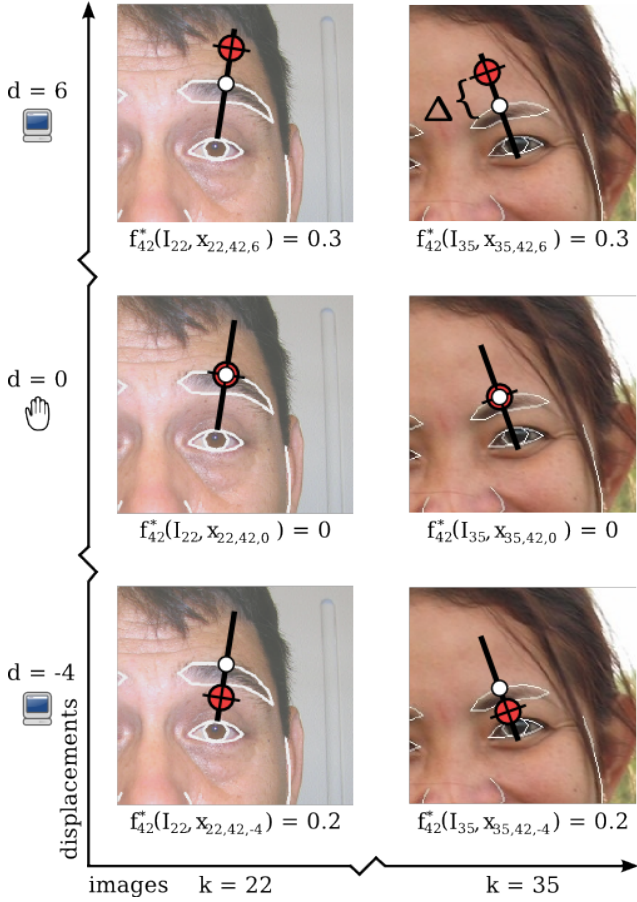 d = 6
Δ {
f*42(I22, x22,42,6) = 0.3
f*42(I35, x35,42,6) = 0.3
d = 0
f*42(I22, x22,42,0) = 0
f*42(I35, x35,42,0) = 0
d = -4
displacements
f*42(I22, x22,42,-4) = 0.2
f*42(I35, x35,42,-4) = 0.2
images k = 22 k = 35